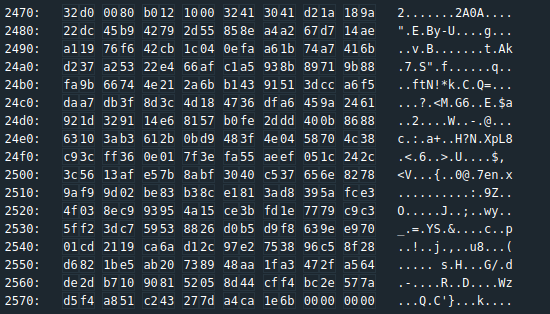 2470: 32d0 0080 b012 1000 3241 3041 d21a 189a 2.......2A0A....
2480: 22dc 45b9 4279 2d55 858e a4a2 67d7 14ae ".E.By-U....g...
2490: a119 76f6 42cb 1c04 0efa a61b 74a7 416b ..v.B.......t.Ak
24a0: d237 a253 22e4 66af c1a5 938b 8971 9b88 .7.S".f......q..
24b0: fa9b 6674 4e21 2a6b b143 9151 3dcc a6f5 ..ftN!*k.C.Q=...
24c0: daa7 db3f 8d3c 4d18 4736 dfa6 459a 2461 ...?.<M.G6..E.$a
24d0: 921d 3291 14e6 8157 b0fe 2ddd 400b 8688 ..2....W..-.@...
24e0: 6310 3ab3 612b 0bd9 483f 4e04 5870 4c38 c.:.a+..H?N.XpL8
24f0: c93c ff36 0e01 7f3e fa55 aeef 051c 242c .<.6...>.U....$,
2500: 3c56 13af e57b 8abf 3040 c537 656e 8278 <V...{..0@.7en.x
2510: 9af9 9d02 be83 b38c e181 3ad8 395a fce3 ..........:.9Z..
2520: 4f03 8ec9 9395 4a15 ce3b fd1e 7779 c9c3 O.....J..;..wy..
2530: 5ff2 3dc7 5953 8826 d0b5 d9f8 639e e970 _.=.YS.&....c..p
2540: 01cd 2119 ca6a d12c 97e2 7538 96c5 8f28 ..!..j.,..u8...(
2550: d682 1be5 ab20 7389 48aa 1fa3 472f a564 ..... s.H...G/.d
2560: de2d b710 9081 5205 8d44 cff4 bc2e 577a .-....R..D....Wz
2570: d5f4 a851 c243 277d a4ca 1e6b 0000 0000 ...Q.C'}...k....